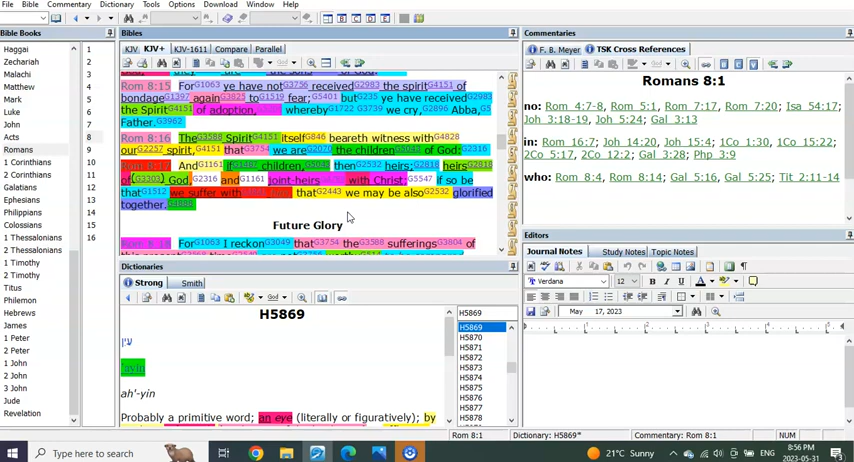 File Bible Commentary Dictionary Resources Tools Download Window Help
B C D E
Bible Books
Haggai
Zechariah
Malachi
Matthew
Mark
Luke
John
Acts
Romans
1 Corinthians
2 Corinthians
Galatians
Ephesians
Philippians
Colossians
1 Thessalonians
2 Thessalonians
1 Timothy
2 Timothy
Titus
Philemon
Hebrews
James
1 Peter
2 Peter
1 John
2 John
3 John
Jude
Revelation
1
2
3
4
5
6
7
8
9
10
11
12
13
14
15
16
Bibles
KJV KJV+ KJV-1611 Compare Parallel
Rom 8:15 For G1063 ye have not G3756 received G2983 the spirit G4151 of
bondage G1397 again G3825 to G1519 fear; G5401 but G235 ye have received G2983
the Spirit G4151 of adoption, whereby G1722 G3739 we cry, G2896 Abba, G5
Father. G3962
Rom 8:16 The G3588 Spirit G4151 itself G846 beareth witness with G4828
our G2257 spirit, G4151 that G3754 we are G2070 the children G5043 of God: G2316
And G1161 if G1487 children, G5043 then G2532 heirs; G2818 heirs G2818
of (G3303) God, G2316 and G1161 joint-heirs with Christ; G5547 if so be
that G1512 we suffer with that G2443 we may be also G2532 glorified
together. G4888
Future Glory
Rom 8:18 For G1063 I reckon G3049 that G3754 the G3588 sufferings G3804 of
Dictionaries
Strong Smith
H5869
עין
'ayin
ah'-yin
Probably a primitive word; an eye (literally or figuratively); by
H5869
H5869
H5870
H5871
H5872
H5873
H5874
H5875
H5876
H5877
H5878
Commentaries
F. B. Meyer TSK Cross References
Romans 8:1
no: Rom 4:7-8, Rom 5:1, Rom 7:17, Rom 7:20; Isa 54:17;
Joh 3:18-19, Joh 5:24; Gal 3:13
in: Rom 16:7; Joh 14:20, Joh 15:4; 1Co 1:30, 1Co 15:22;
2Co 5:17, 2Co 12:2; Gal 3:28; Php 3:9
who: Rom 8:4, Rom 8:14; Gal 5:16, Gal 5:25; Tit 2:11-14
Editors
Journal Notes Study Notes Topic Notes
Verdana 12 B I U A
May 17, 2023
Rom 8:1 Dictionary: H5869* Commentary: Rom 8:1 NUM
Type here to search
21°C Sunny
ENG
8:56 PM
2023-05-31